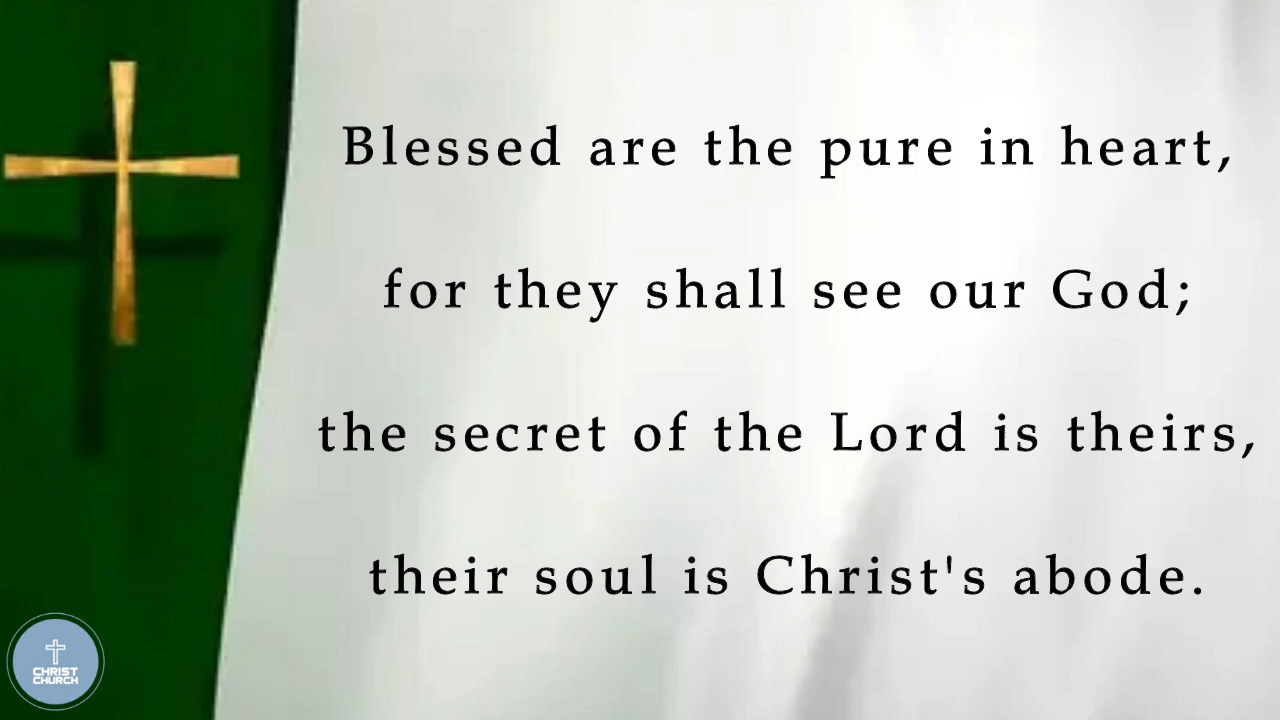 Blessed are the pure in heart,
for they shall see our God;
the secret of the Lord is theirs,
their soul is Christ's abode.
CHRIST
CHURCH